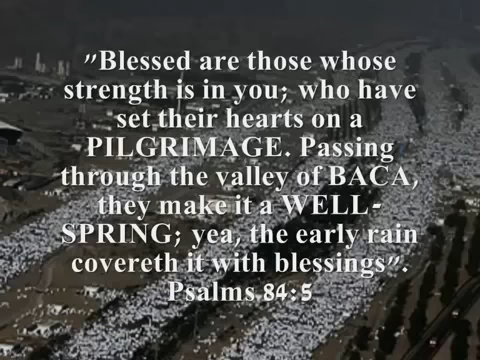 "Blessed are those whose
strength is in you; who have
set their hearts on a
PILGRIMAGE. Passing
through the valley of BACA,
they make it a WELL-
SPRING; yea, the early rain
covereth it with blessings".
Psalms 84:5